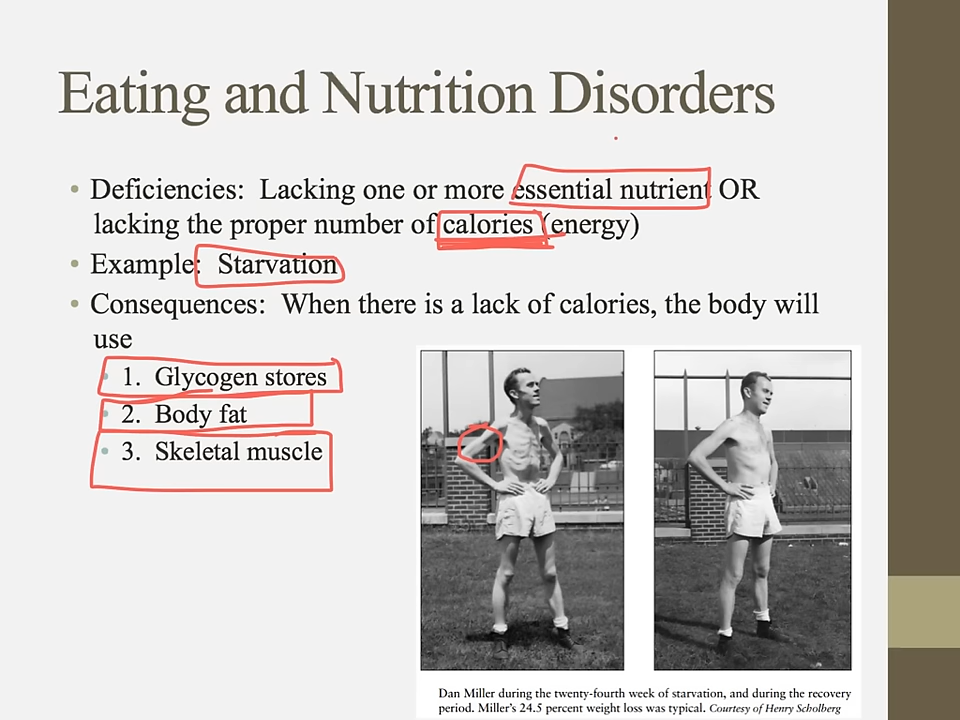 Eating and Nutrition Disorders
• Deficiencies: Lacking one or more essential nutrient OR
lacking the proper number of calories (energy)
• Example: Starvation
• Consequences: When there is a lack of calories, the body will
use
• 1. Glycogen stores
• 2. Body fat
• 3. Skeletal muscle
Dan Miller during the twenty-fourth week of starvation, and during the recovery
period. Miller's 24.5 percent weight loss was typical. Courtesy of Henry Scholberg